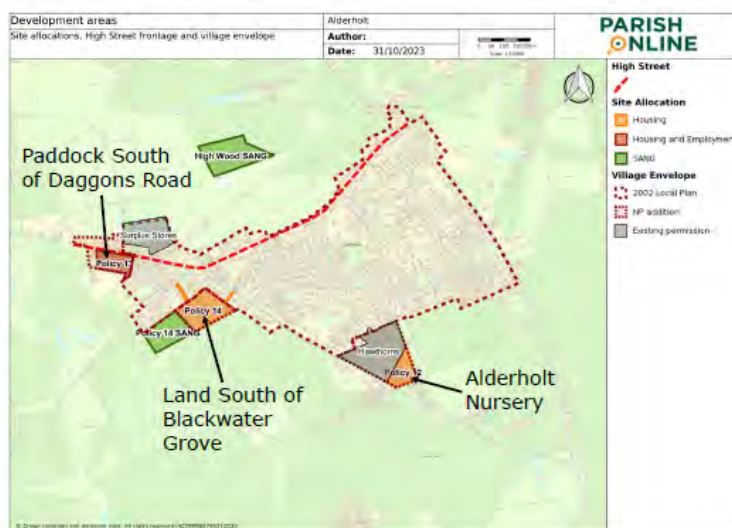 Development areas
Site allocations, High Street frontage and village envelope
Alderholt
Author:
Date: 31/10/2023
PARISH
ONLINE
High Street
Site Allocation
Housing
Housing and Employment
SANG
Village Envelope
2002 Local Plan
NP addition
Existing permission
High Wood SANG
Paddock South
of Daggons Road
Surplus Stores
Policy 1
Policy 14
Policy 14 SANG
Hawthorns
Policy
Land South of
Blackwater
Grove
Alderholt
Nursery